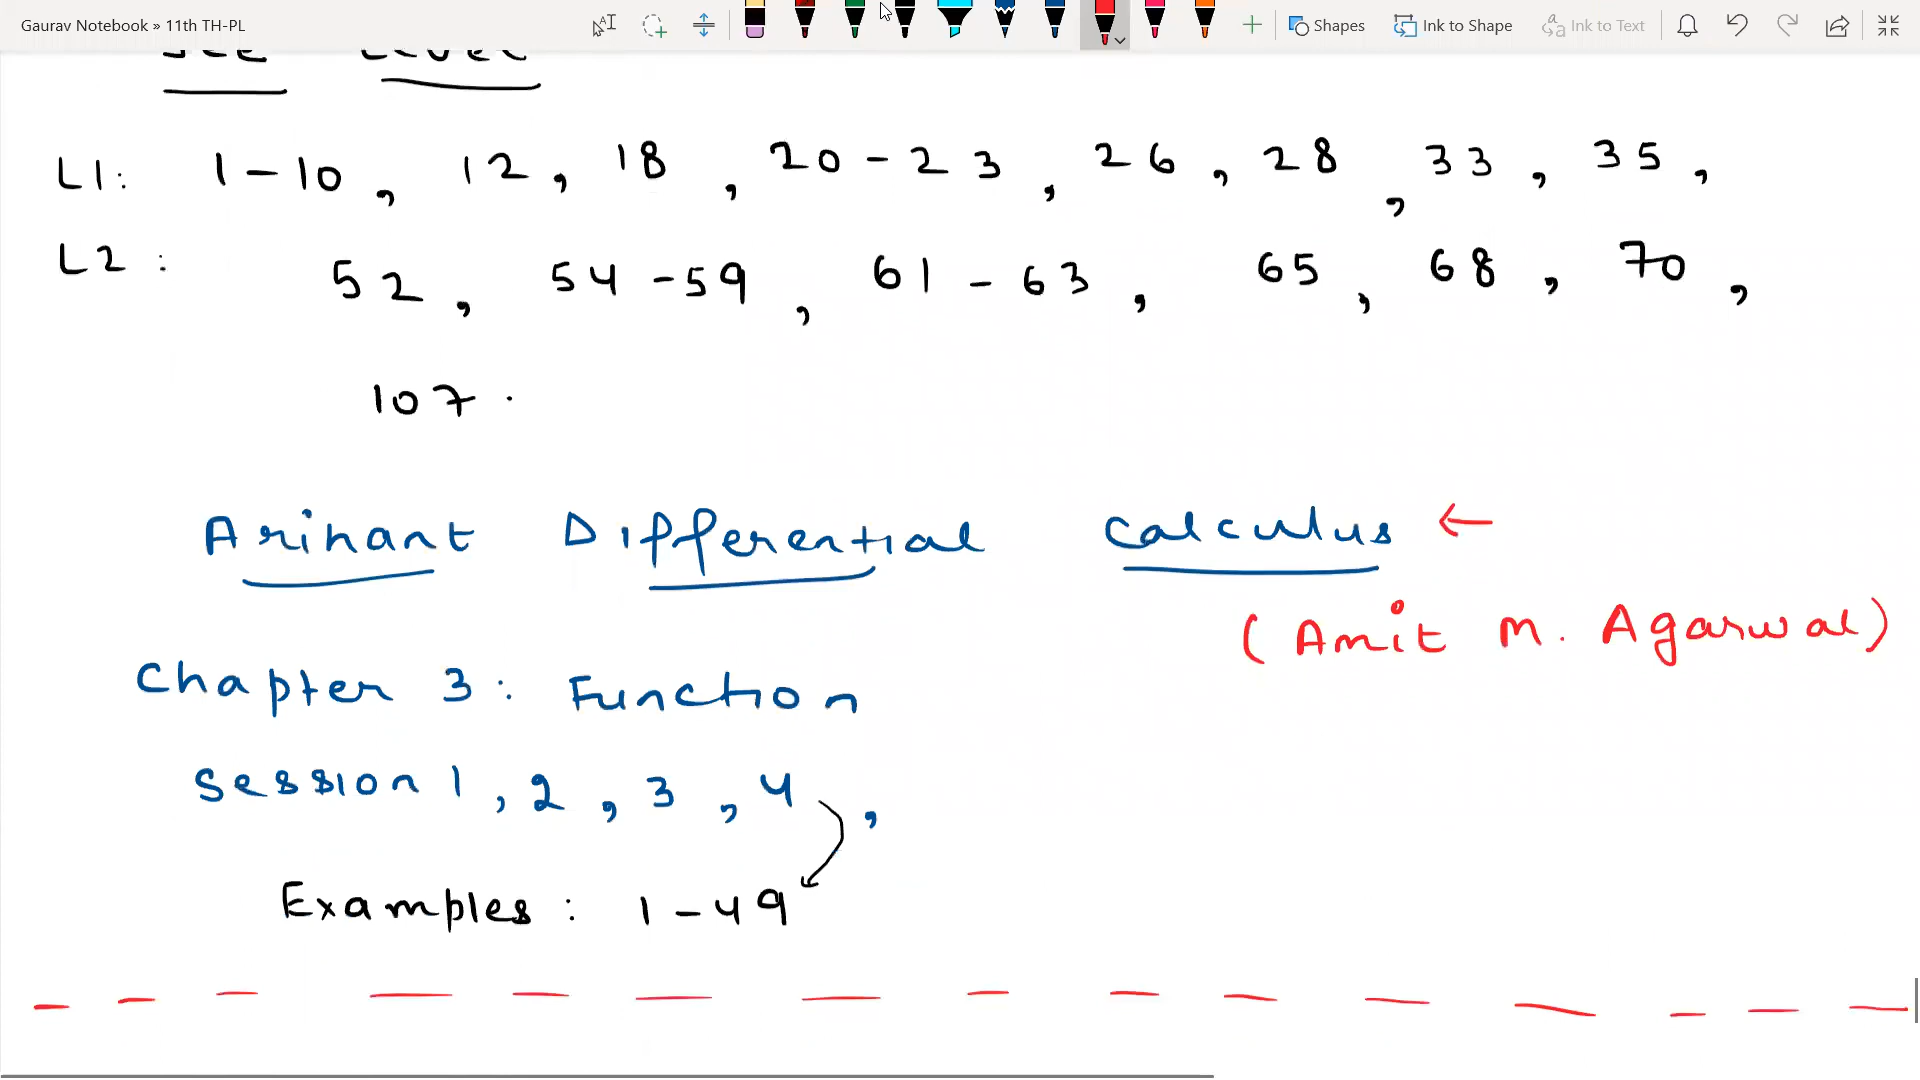 Gaurav Notebook » 11th TH-PL
Shapes
Ink to Shape
Ink to Text
JEE Level
L1: 1-10, 12, 18, 20-23, 26, 28, 33, 35,
L2: 52, 54-59, 61-63, 65, 68, 70,
107.
Arihant Differential Calculus ←
(Amit M. Agarwal)
Chapter 3: Function
Session 1, 2, 3, 4,
Examples: 1-49